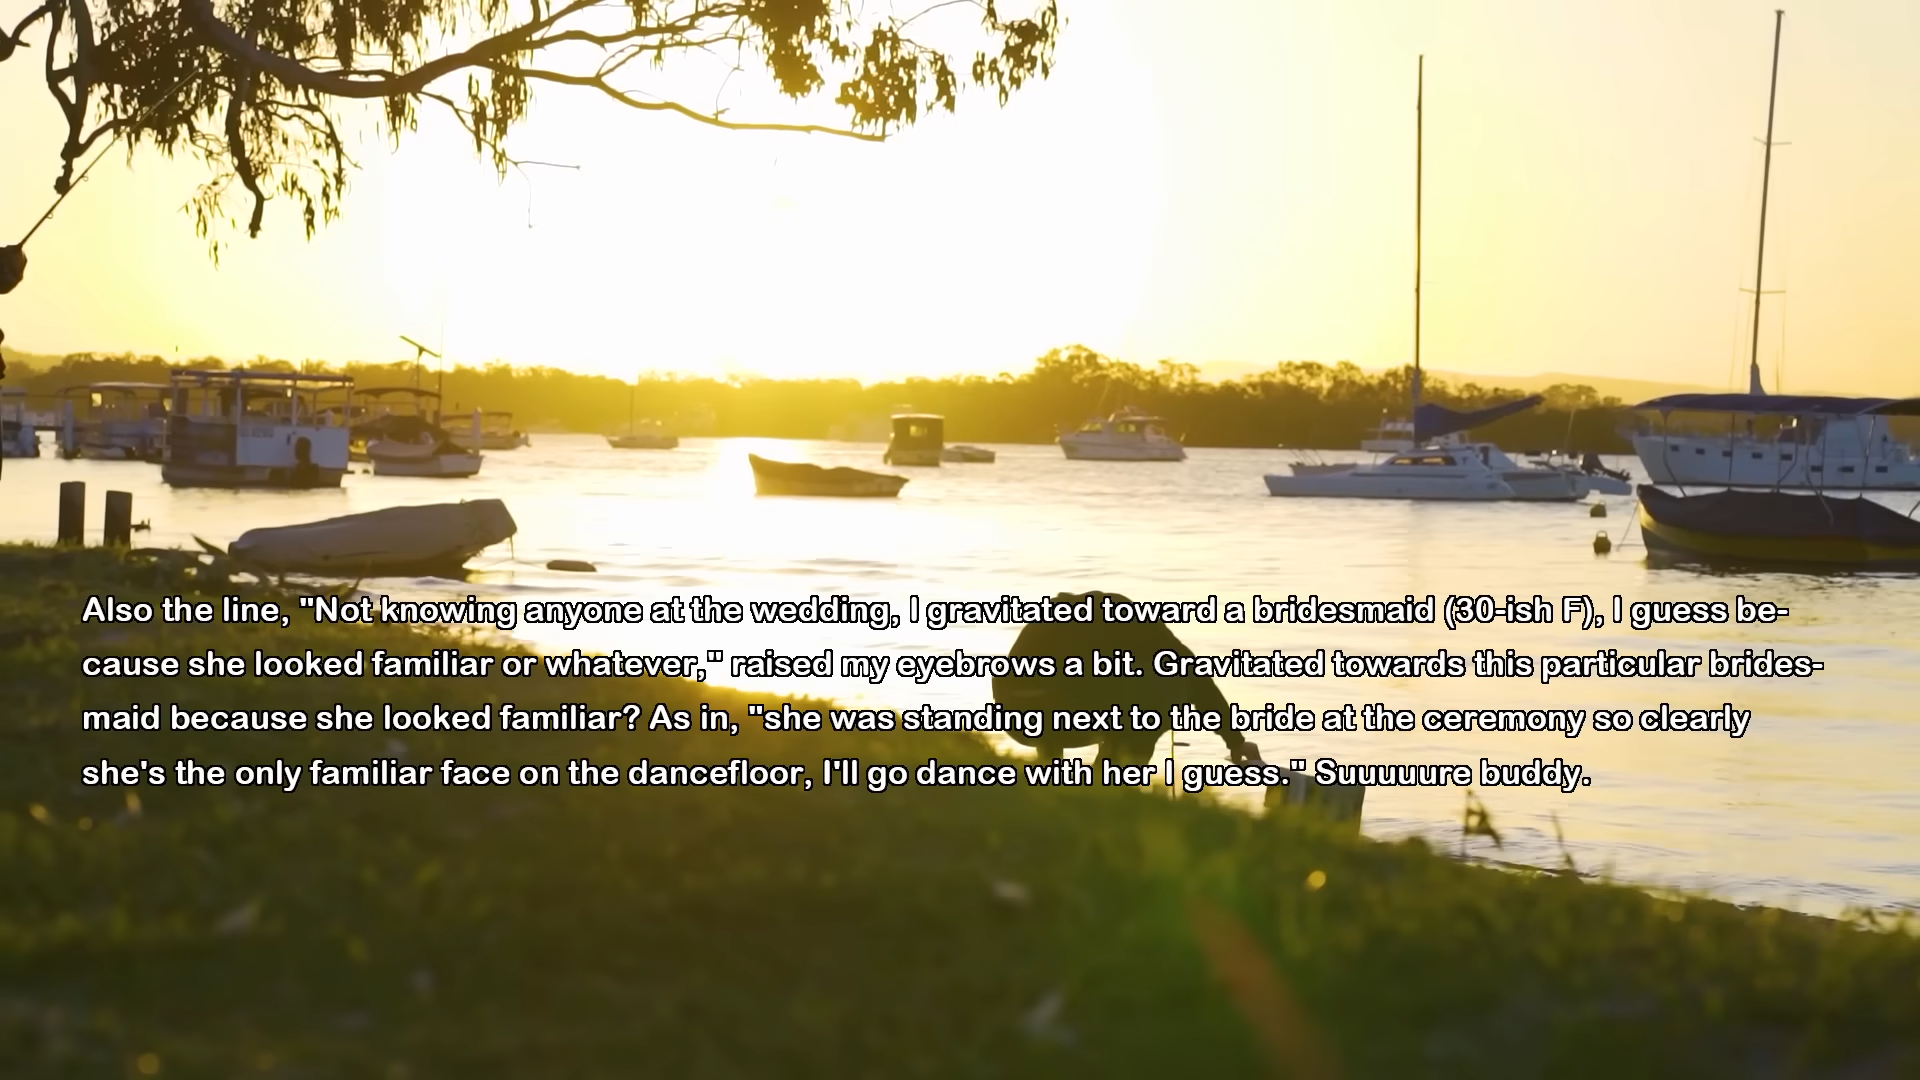 Also the line, "Not knowing anyone at the wedding, I gravitated toward a bridesmaid (30-ish F), I guess be-
cause she looked familiar or whatever," raised my eyebrows a bit. Gravitated towards this particular brides-
maid because she looked familiar? As in, "she was standing next to the bride at the ceremony so clearly
she's the only familiar face on the dancefloor, I'll go dance with her I guess." Suuuuure buddy.